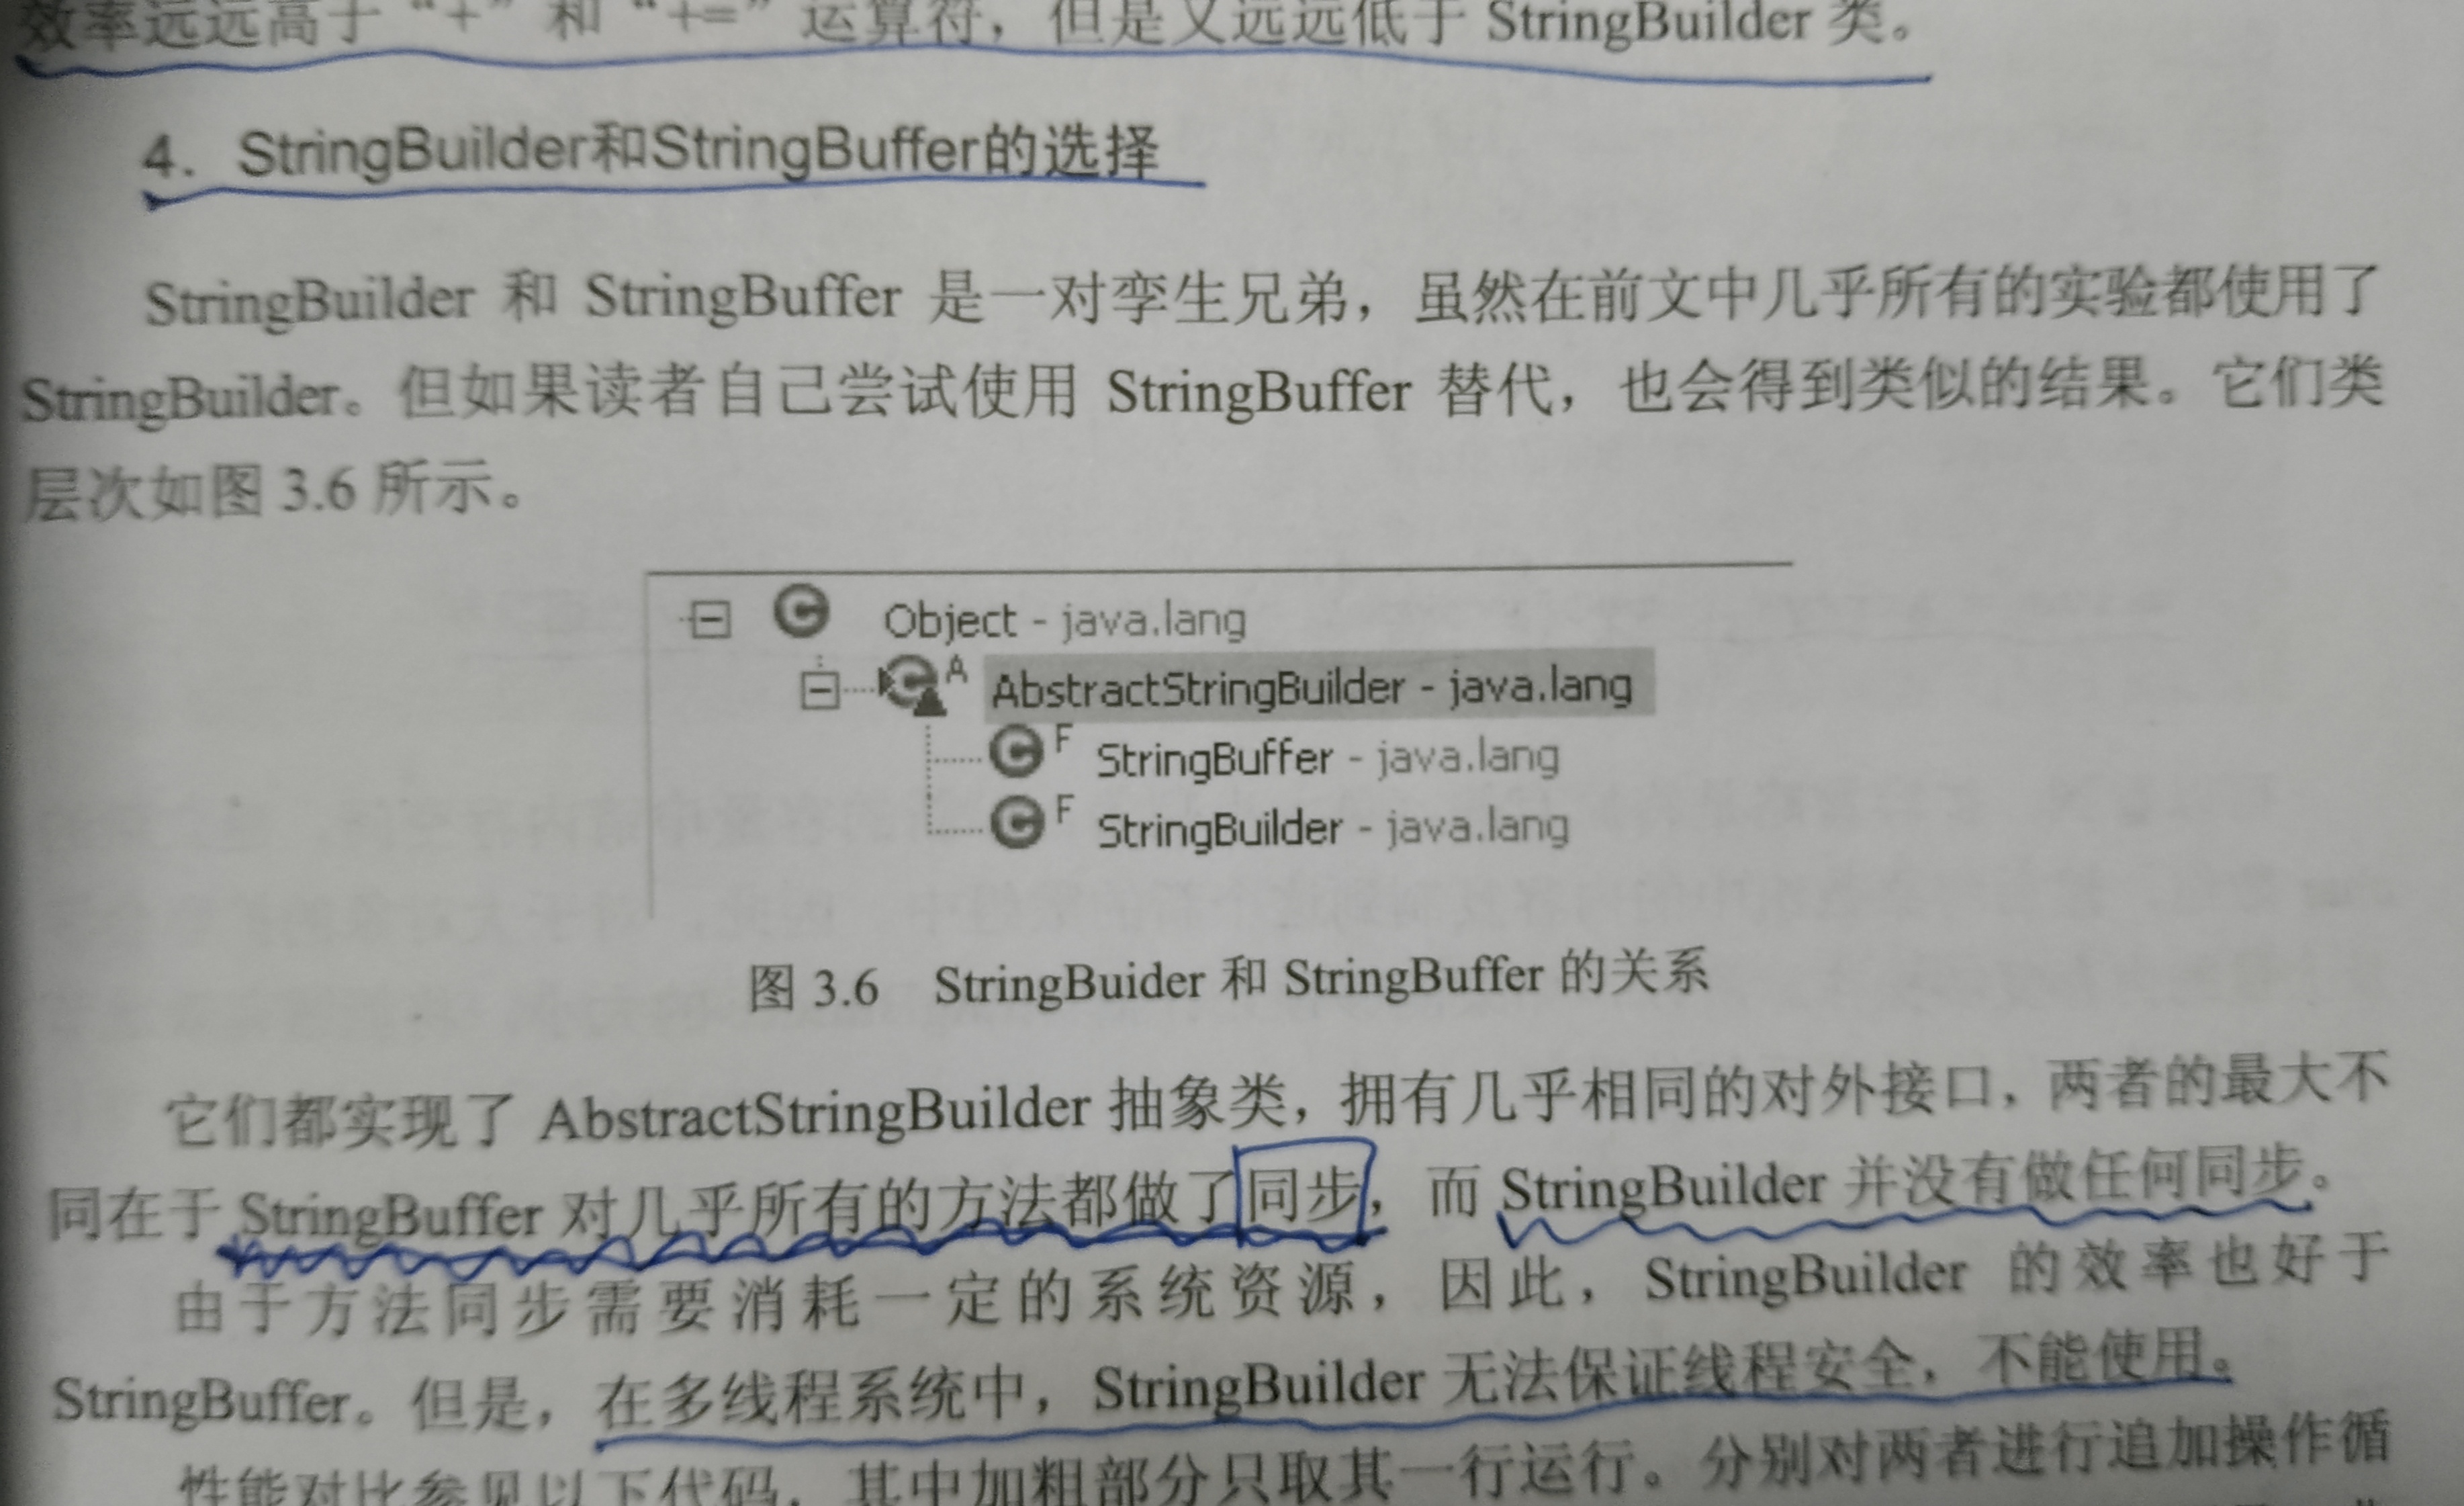 效率远远高于“+”和“+=”运算符，但是又远远低于 StringBuilder 类。
4. StringBuilder和StringBuffer的选择
StringBuilder 和 StringBuffer 是一对孪生兄弟，虽然在前文中几乎所有的实验都使用了
StringBuilder。但如果读者自己尝试使用 StringBuffer 替代，也会得到类似的结果。它们类
层次如图 3.6 所示。
Object - java.lang
A AbstractStringBuilder - java.lang
F StringBuffer - java.lang
F StringBuilder - java.lang
图 3.6 StringBuider 和 StringBuffer 的关系
它们都实现了 AbstractStringBuilder 抽象类，拥有几乎相同的对外接口，两者的最大不
同在于 StringBuffer 对几乎所有的方法都做了同步，而 StringBuilder 并没有做任何同步。
由于方法同步需要消耗一定的系统资源，因此，StringBuilder 的效率也好于
StringBuffer。但是，在多线程系统中，StringBuilder 无法保证线程安全，不能使用。
性能对比参见以下代码，其中加粗部分只取其一行运行。分别对两者进行追加操作循